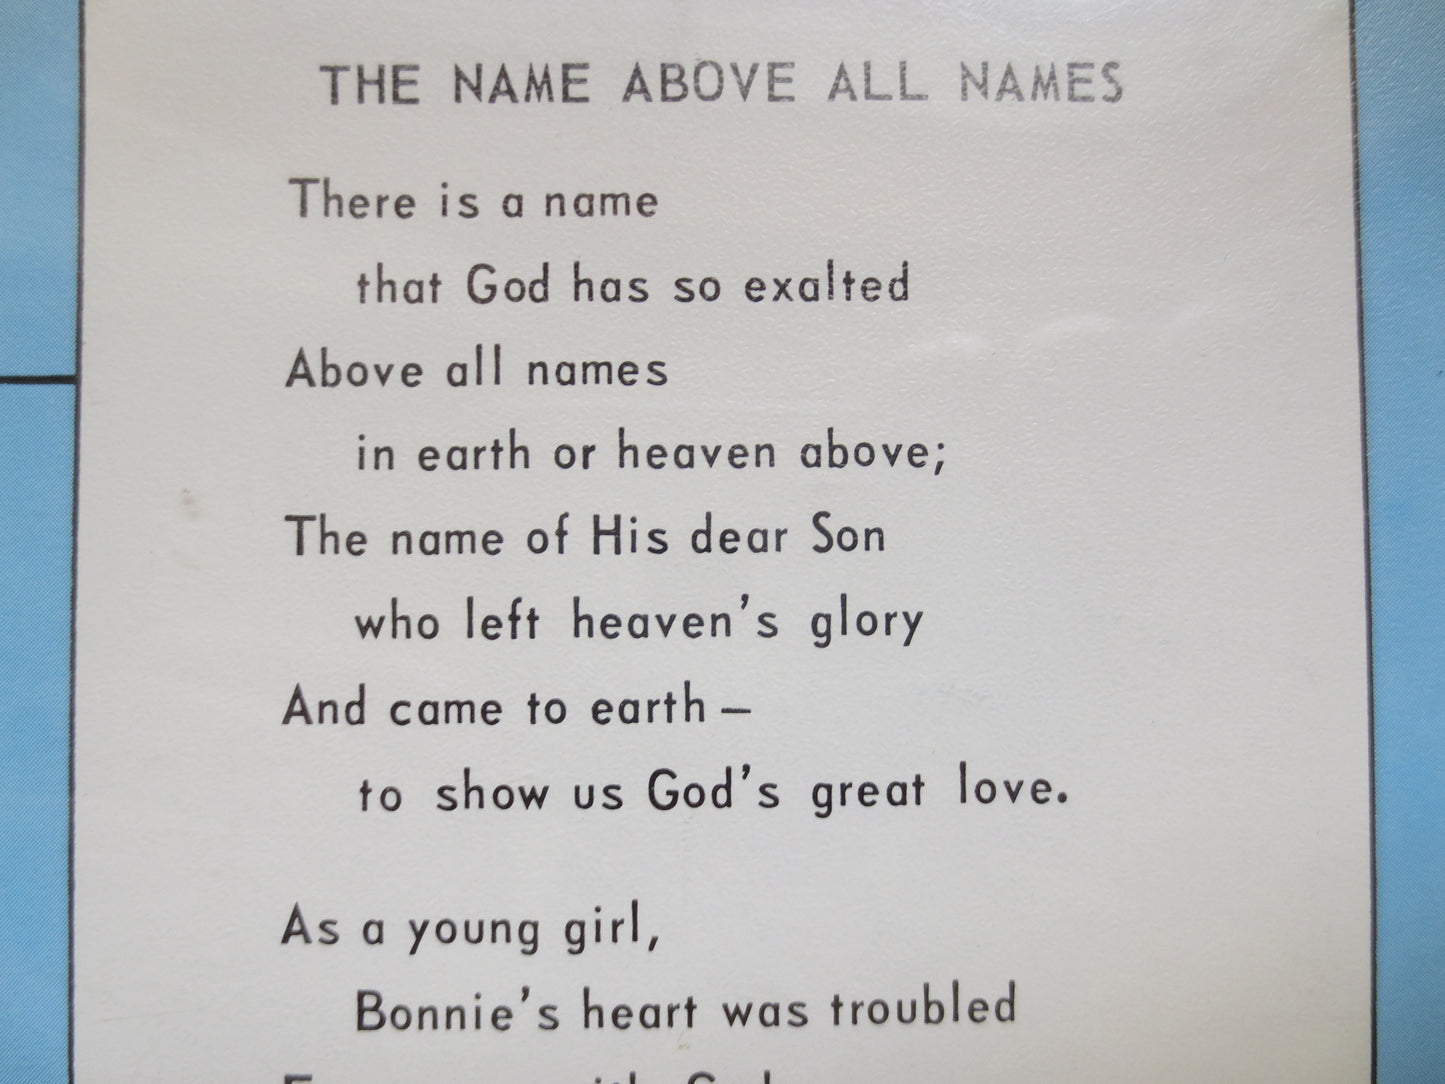 THE NAME ABOVE ALL NAMES
There is a name
that God has so exalted
Above all names
in earth or heaven above;
The name of His dear Son
who left heaven's glory
And came to earth —
to show us God's great love.
As a young girl,
Bonnie's heart was troubled